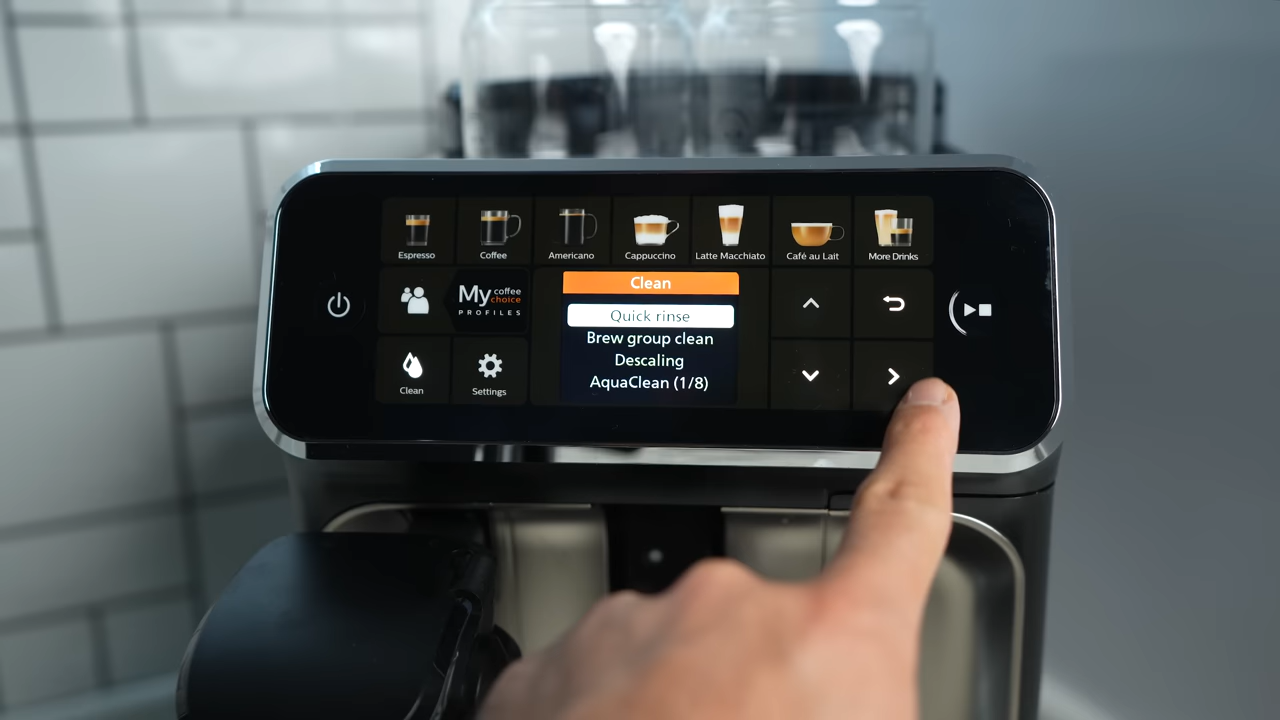 Espresso
Coffee
Americano
Cappuccino
Latte Macchiato
Café au Lait
More Drinks
My coffee choice
PROFILES
Clean
Quick rinse
Brew group clean
Descaling
AquaClean (1/8)
Clean
Settings